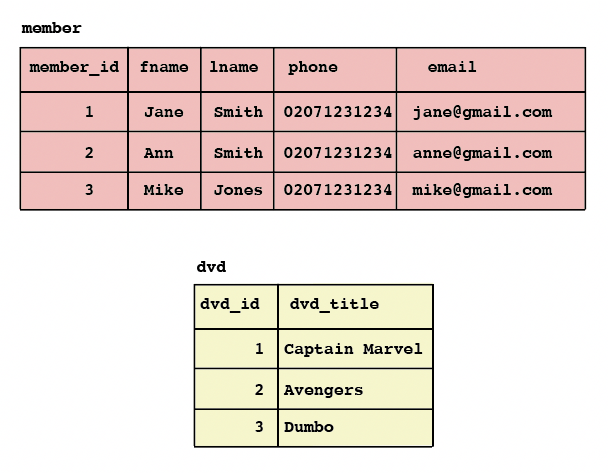 member
member_id fname lname phone email
1 Jane Smith 02071231234 jane@gmail.com
2 Ann Smith 02071231234 anne@gmail.com
3 Mike Jones 02071231234 mike@gmail.com
dvd
dvd_id dvd_title
1 Captain Marvel
2 Avengers
3 Dumbo